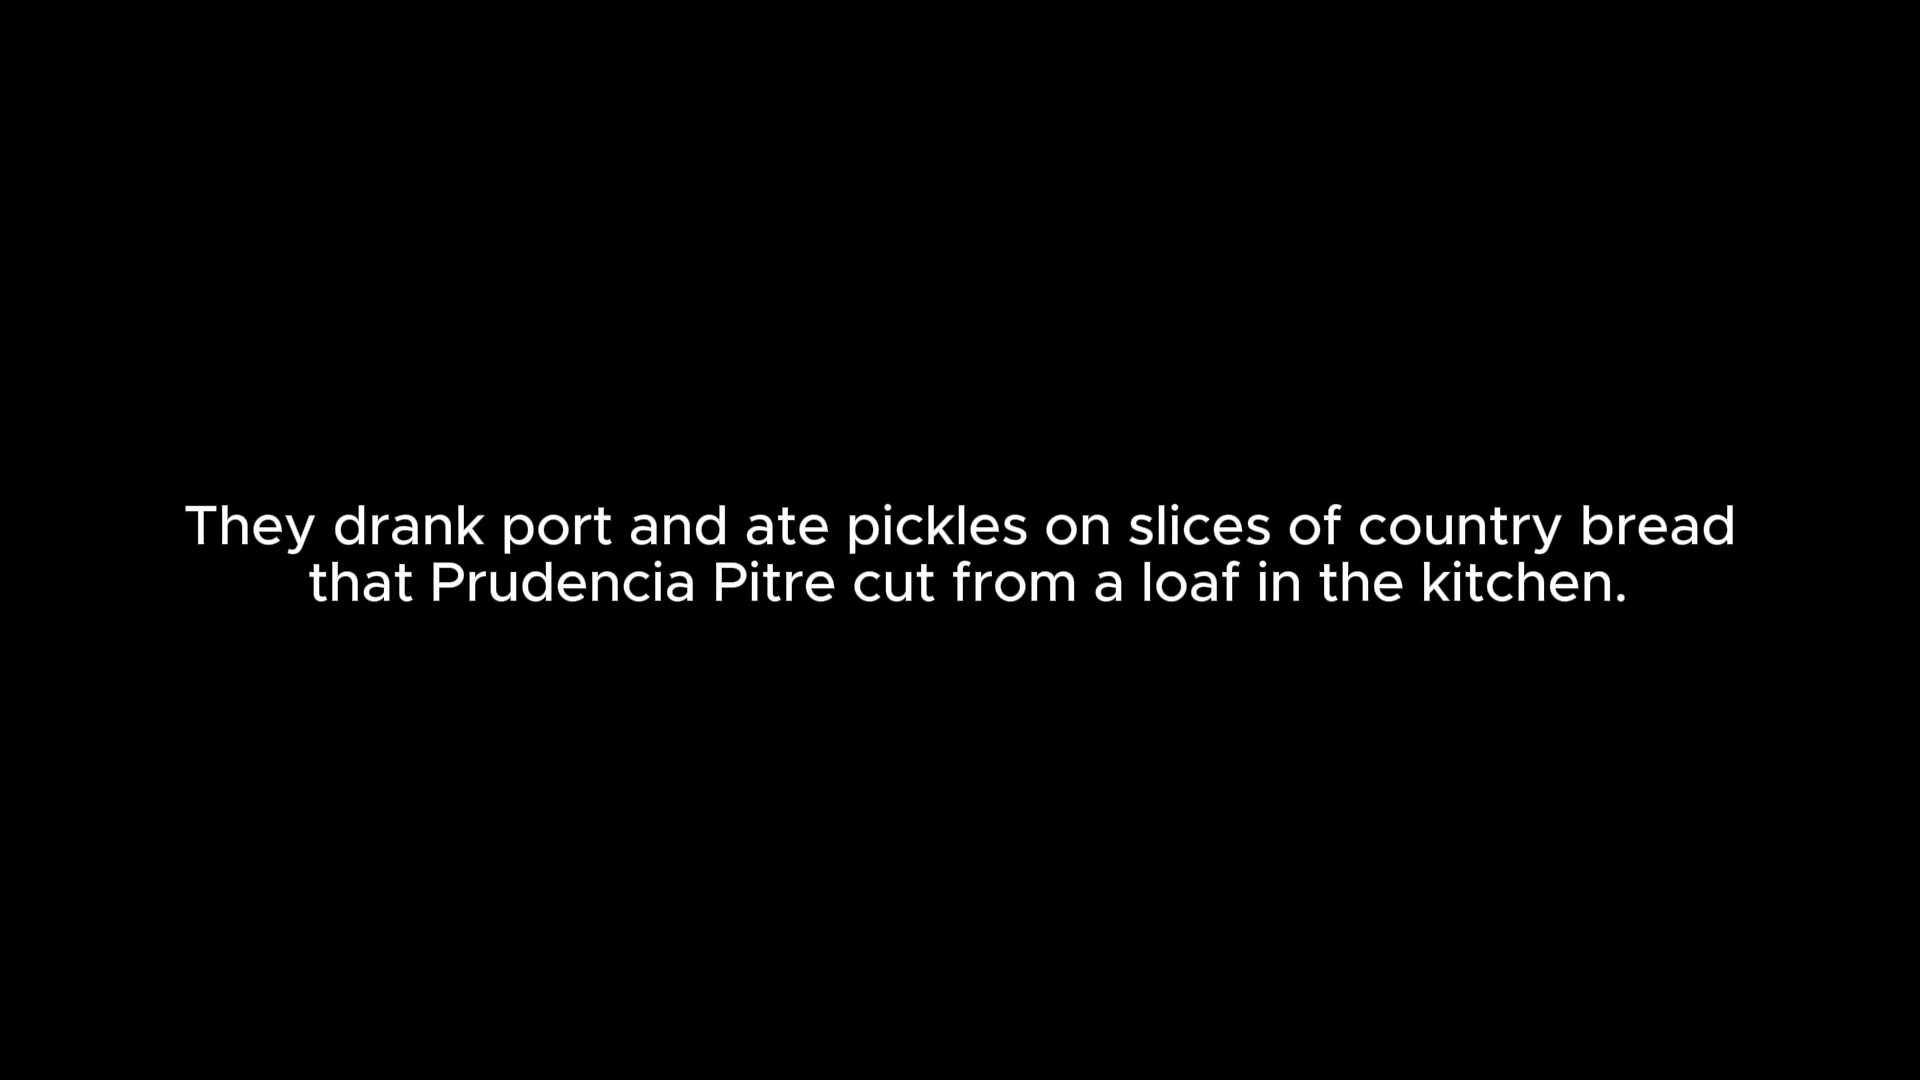 They drank port and ate pickles on slices of country bread
that Prudencia Pitre cut from a loaf in the kitchen.